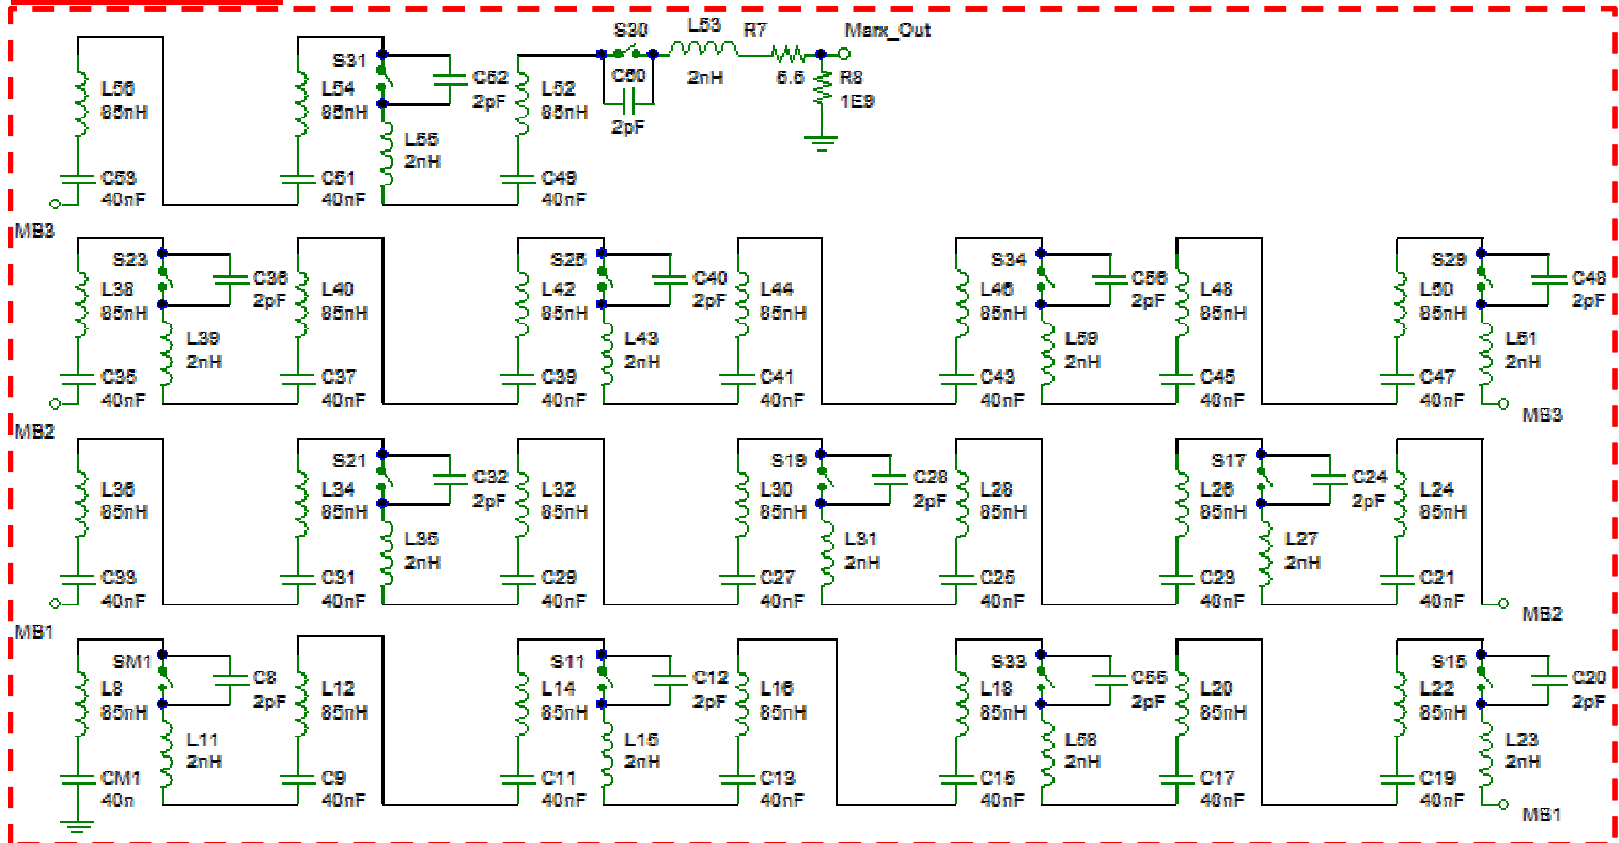 S30 L53 R7 Marx_Out
S31 C52 C50 2nH 6.6 R8
L56 L54 2pF L52 1E9
85nH 85nH 85nH 2pF
L55
2nH
C53 C51 C49
40nF 40nF 40nF
MB3
S23 C36 S25 C40 S34 C56 S29 C48
L38 2pF L40 L42 2pF L44 L46 2pF L48 L50 2pF
85nH 85nH 85nH 85nH 85nH 85nH 85nH
L39 L43 L59 L51
2nH 2nH 2nH 2nH
C35 C37 C39 C41 C43 C45 C47
40nF 40nF 40nF 40nF 40nF 40nF 40nF
MB2 MB3
S21 C32 S19 C28 S17 C24
L36 L34 2pF L32 L30 2pF L28 L26 2pF L24
85nH 85nH 85nH 85nH 85nH 85nH 85nH
L35 L31 L27
2nH 2nH 2nH
C33 C31 C29 C27 C25 C23 C21
40nF 40nF 40nF 40nF 40nF 40nF 40nF
MB1 MB2
SM1 C8 S11 C12 S33 C55 S15 C20
L8 2pF L12 L14 2pF L16 L18 2pF L20 L22 2pF
85nH 85nH 85nH 85nH 85nH 85nH 85nH
L11 L15 L58 L23
2nH 2nH 2nH 2nH
CM1 C9 C11 C13 C15 C17 C19
40n 40nF 40nF 40nF 40nF 40nF 40nF
MB1